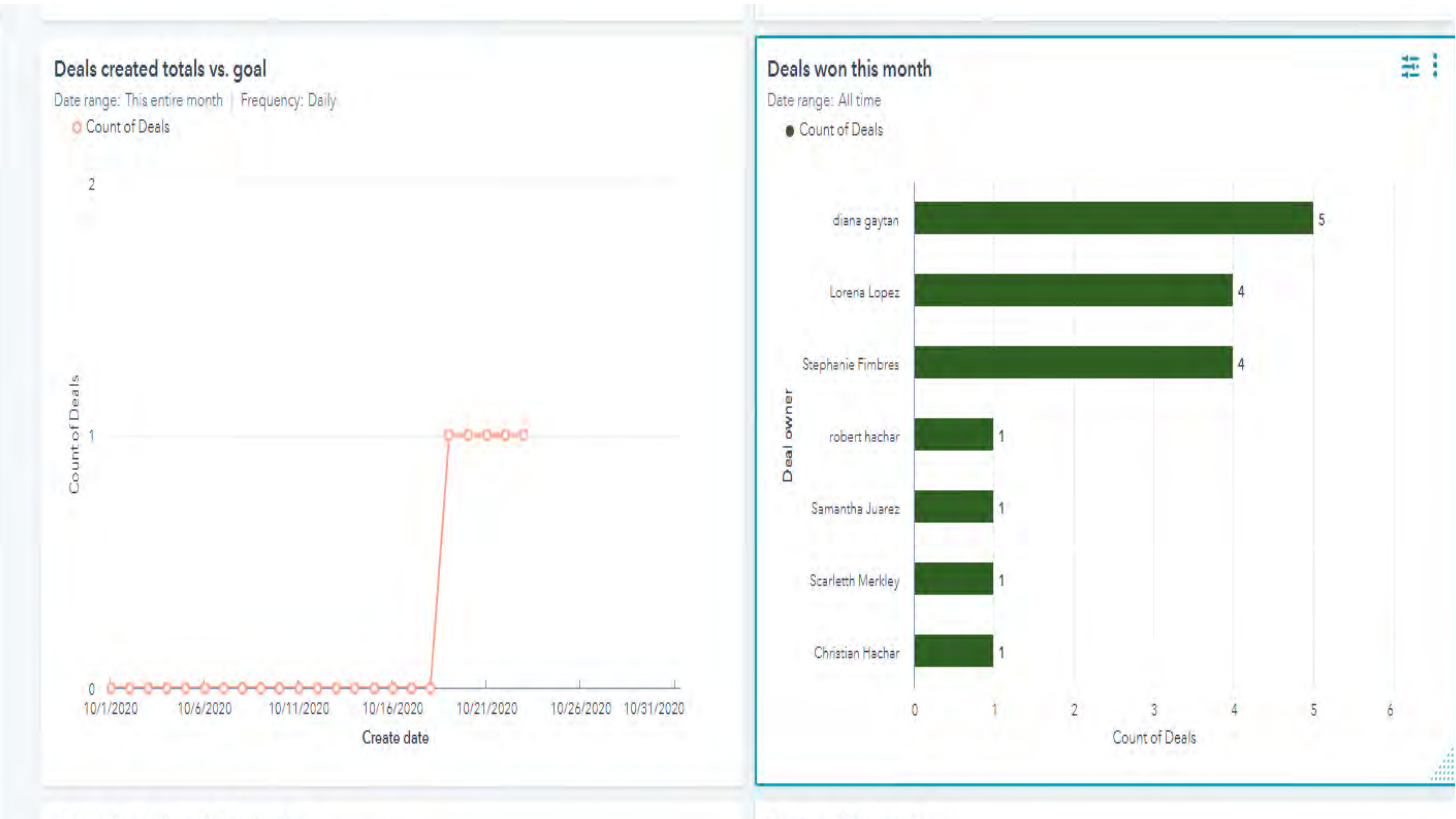 Deals created totals vs. goal
Date range: This entire month | Frequency: Daily
Count of Deals
2
1
0
Count of Deals
10/1/2020 10/6/2020 10/11/2020 10/16/2020 10/21/2020 10/26/2020 10/31/2020
Create date
Deals won this month
Date range: All time
Count of Deals
Deal owner
diana gaytan 5
Lorena Lopez 4
Stephanie Fimbres 4
robert hachar 1
Samantha Juarez 1
Scarletth Merkley 1
Christian Hachar 1
0 1 2 3 4 5 6
Count of Deals